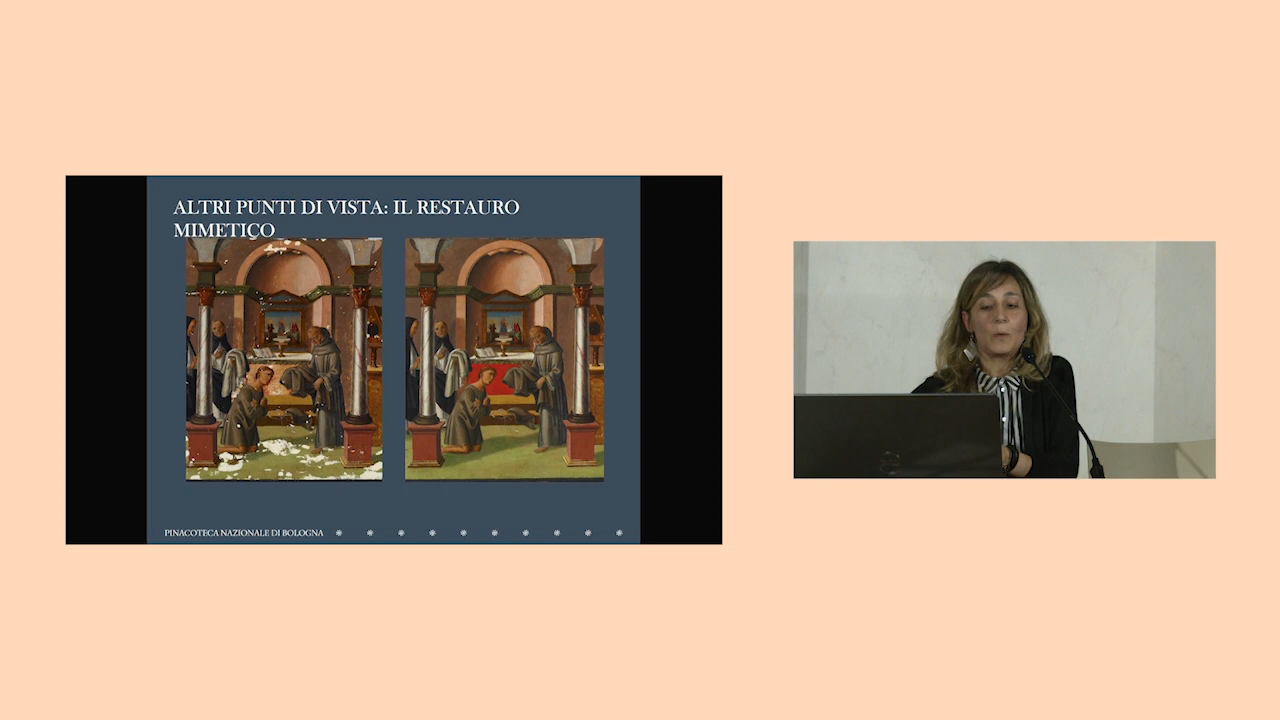 ALTRI PUNTI DI VISTA: IL RESTAURO
MIMETICO
PINACOTECA NAZIONALE DI BOLOGNA